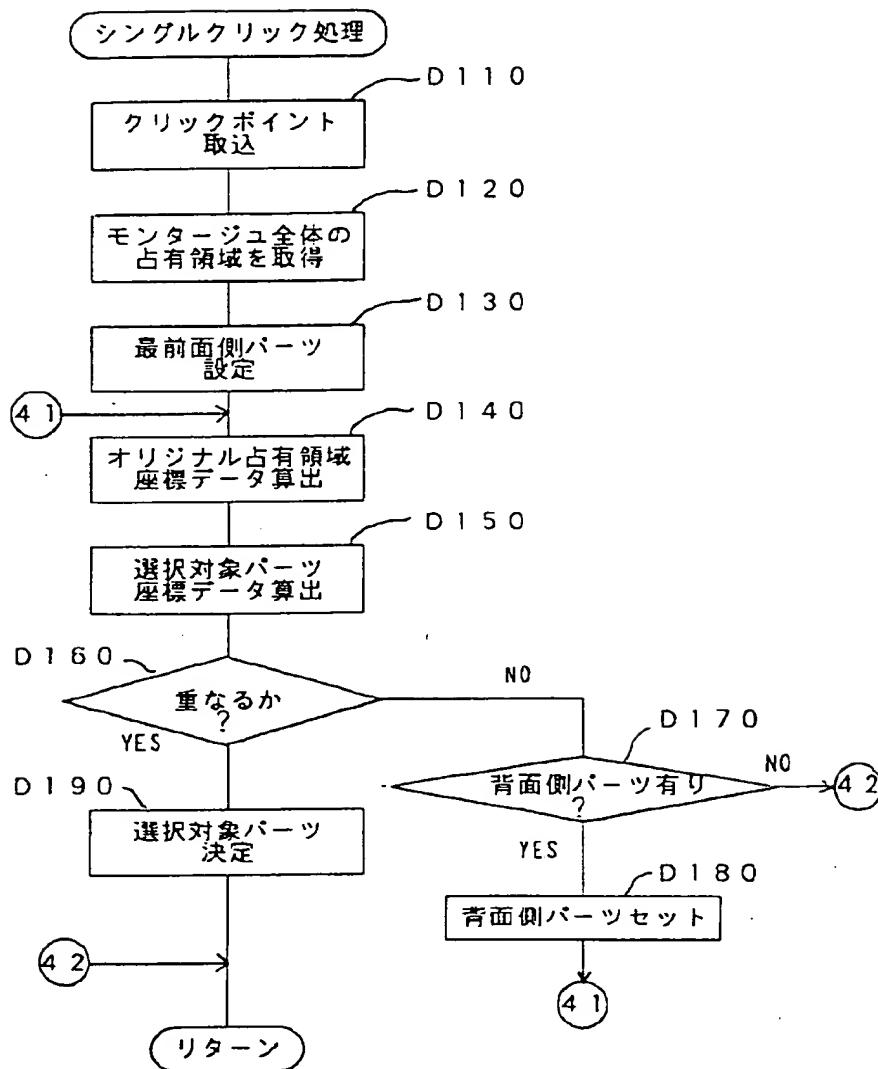 シングルクリック処理
D110
クリックポイント
取込
D120
モンタージュ全体の
占有領域を取得
D130
最前面側パーツ
設定
41
D140
オリジナル占有領域
座標データ算出
D150
選択対象パーツ
座標データ算出
D160
重なるか
?
NO
YES
D170
背面側パーツ有り
?
NO
42
YES
D190
選択対象パーツ
決定
D180
背面側パーツセット
42
41
リターン